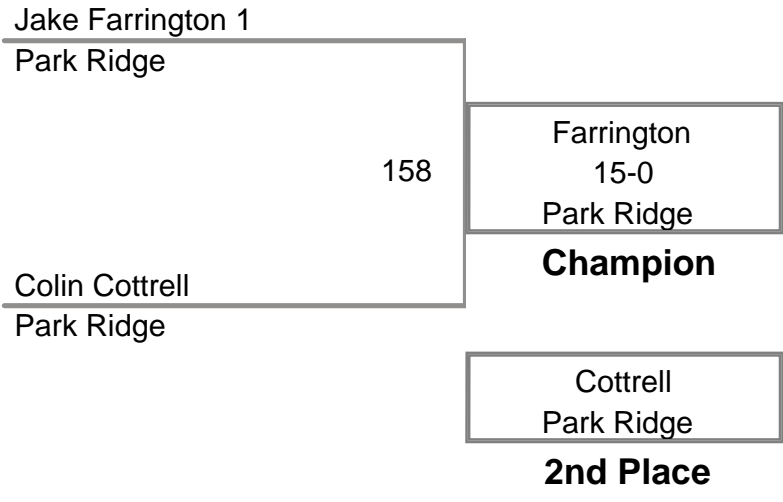 Jake Farrington 1
Park Ridge
158
Farrington
15-0
Park Ridge
Champion
Colin Cottrell
Park Ridge
Cottrell
Park Ridge
2nd Place